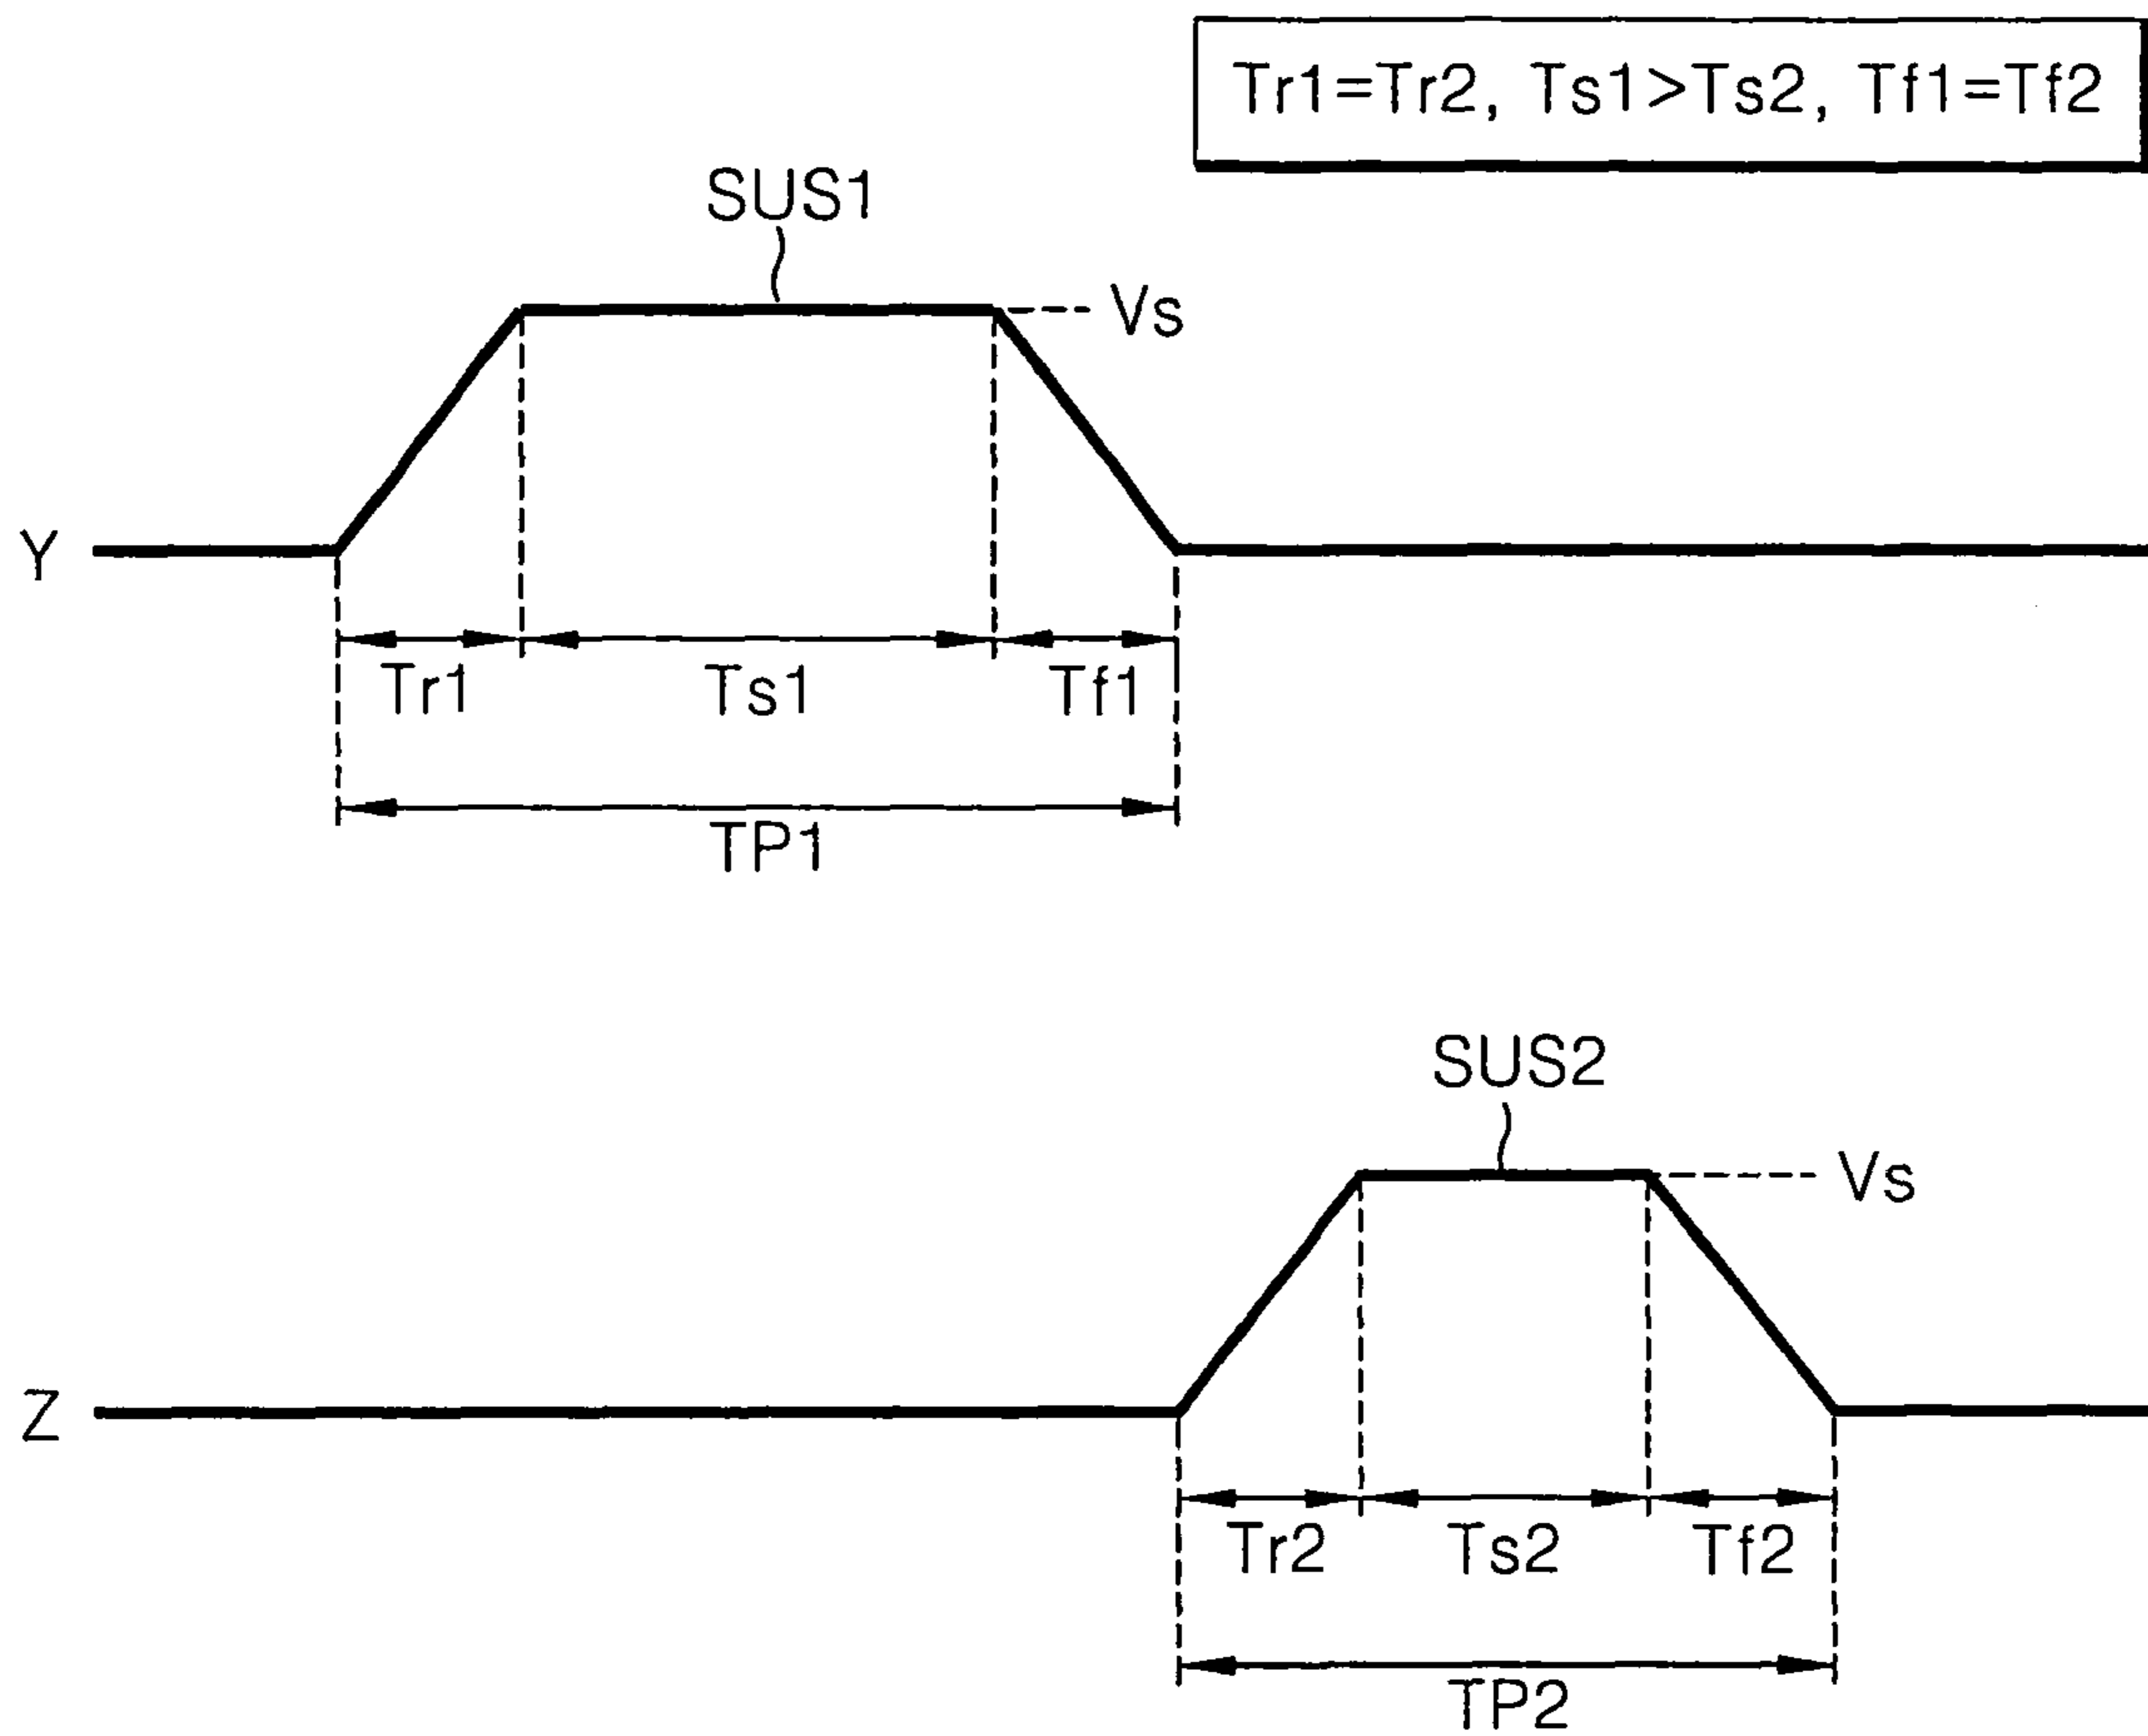 Tr1=Tr2, Ts1>Ts2, Tf1=Tf2
SUS1
Vs
Y
Tr1 Ts1 Tf1
TP1
SUS2
Vs
Z
Tr2 Ts2 Tf2
TP2